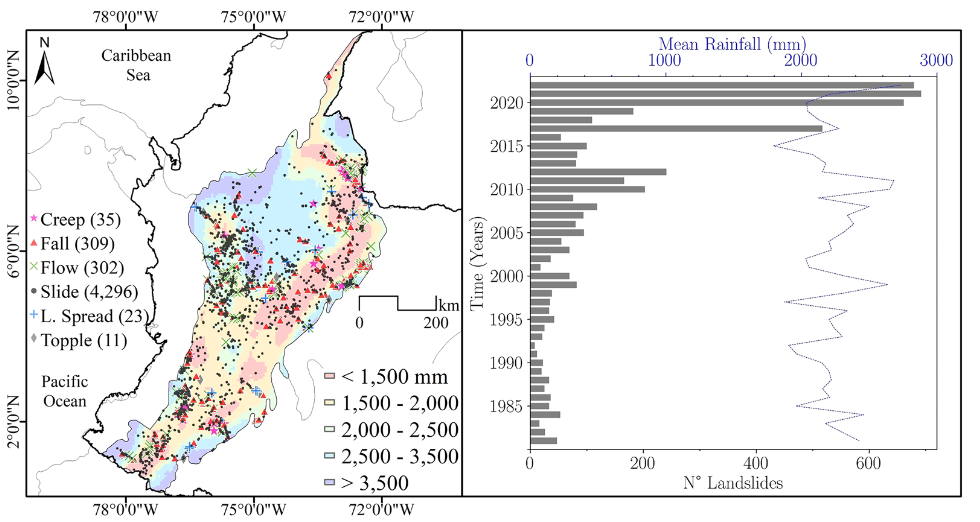 78°0'0"W 75°0'0"W 72°0'0"W
N
Caribbean
Sea
10°0'0"N
6°0'0"N
2°0'0"N
Creep (35)
Fall (309)
Flow (302)
Slide (4,296)
L. Spread (23)
Topple (11)
km
0 200
Pacific
Ocean
< 1,500 mm
1,500 - 2,000
2,000 - 2,500
2,500 - 3,500
> 3,500
78°0'0"W 75°0'0"W 72°0'0"W
Mean Rainfall (mm)
0 1000 2000 3000
Time (Years)
2020
2015
2010
2005
2000
1995
1990
1985
0 200 400 600
N° Landslides